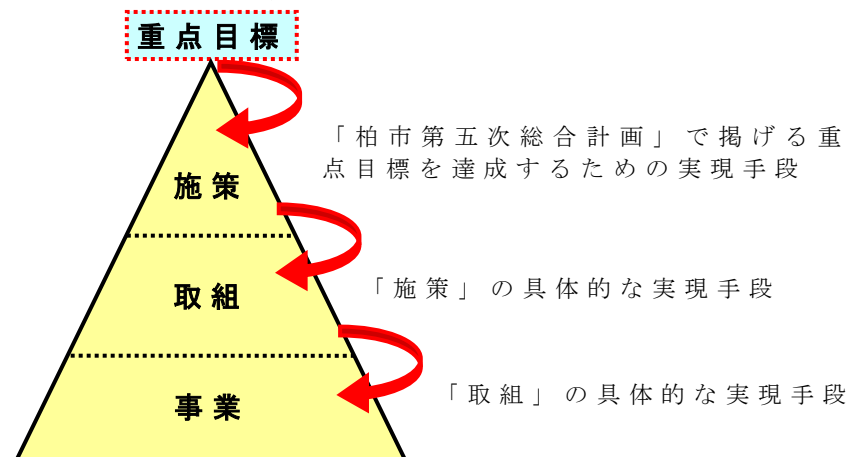 重点目標
「柏市第五次総合計画」で掲げる重
点目標を達成するための実現手段
施策
取組
「施策」の具体的な実現手段
事業
「取組」の具体的な実現手段